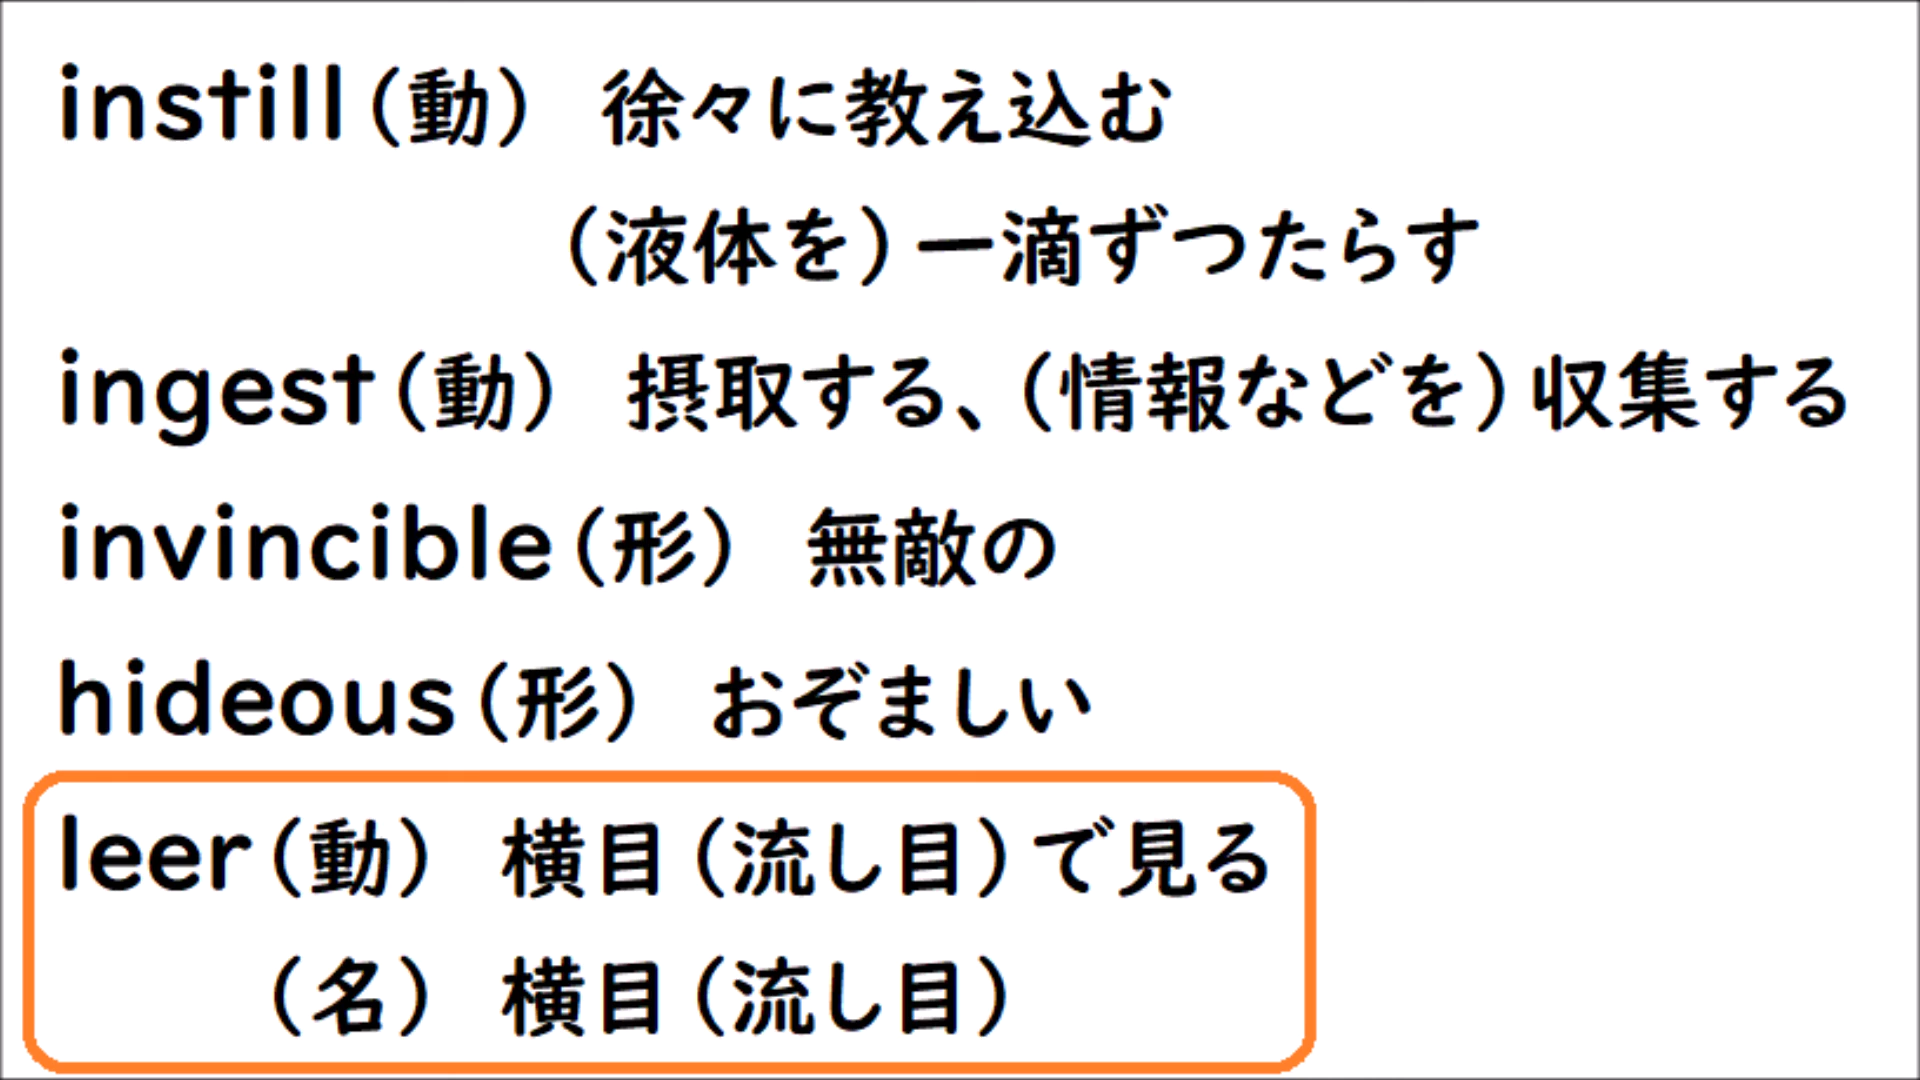 instill（動）　徐々に教え込む
（液体を）一滴ずつたらす
ingest（動）　摂取する、（情報などを）収集する
invincible（形）　無敵の
hideous（形）　おぞましい
leer（動）　横目（流し目）で見る
（名）　横目（流し目）